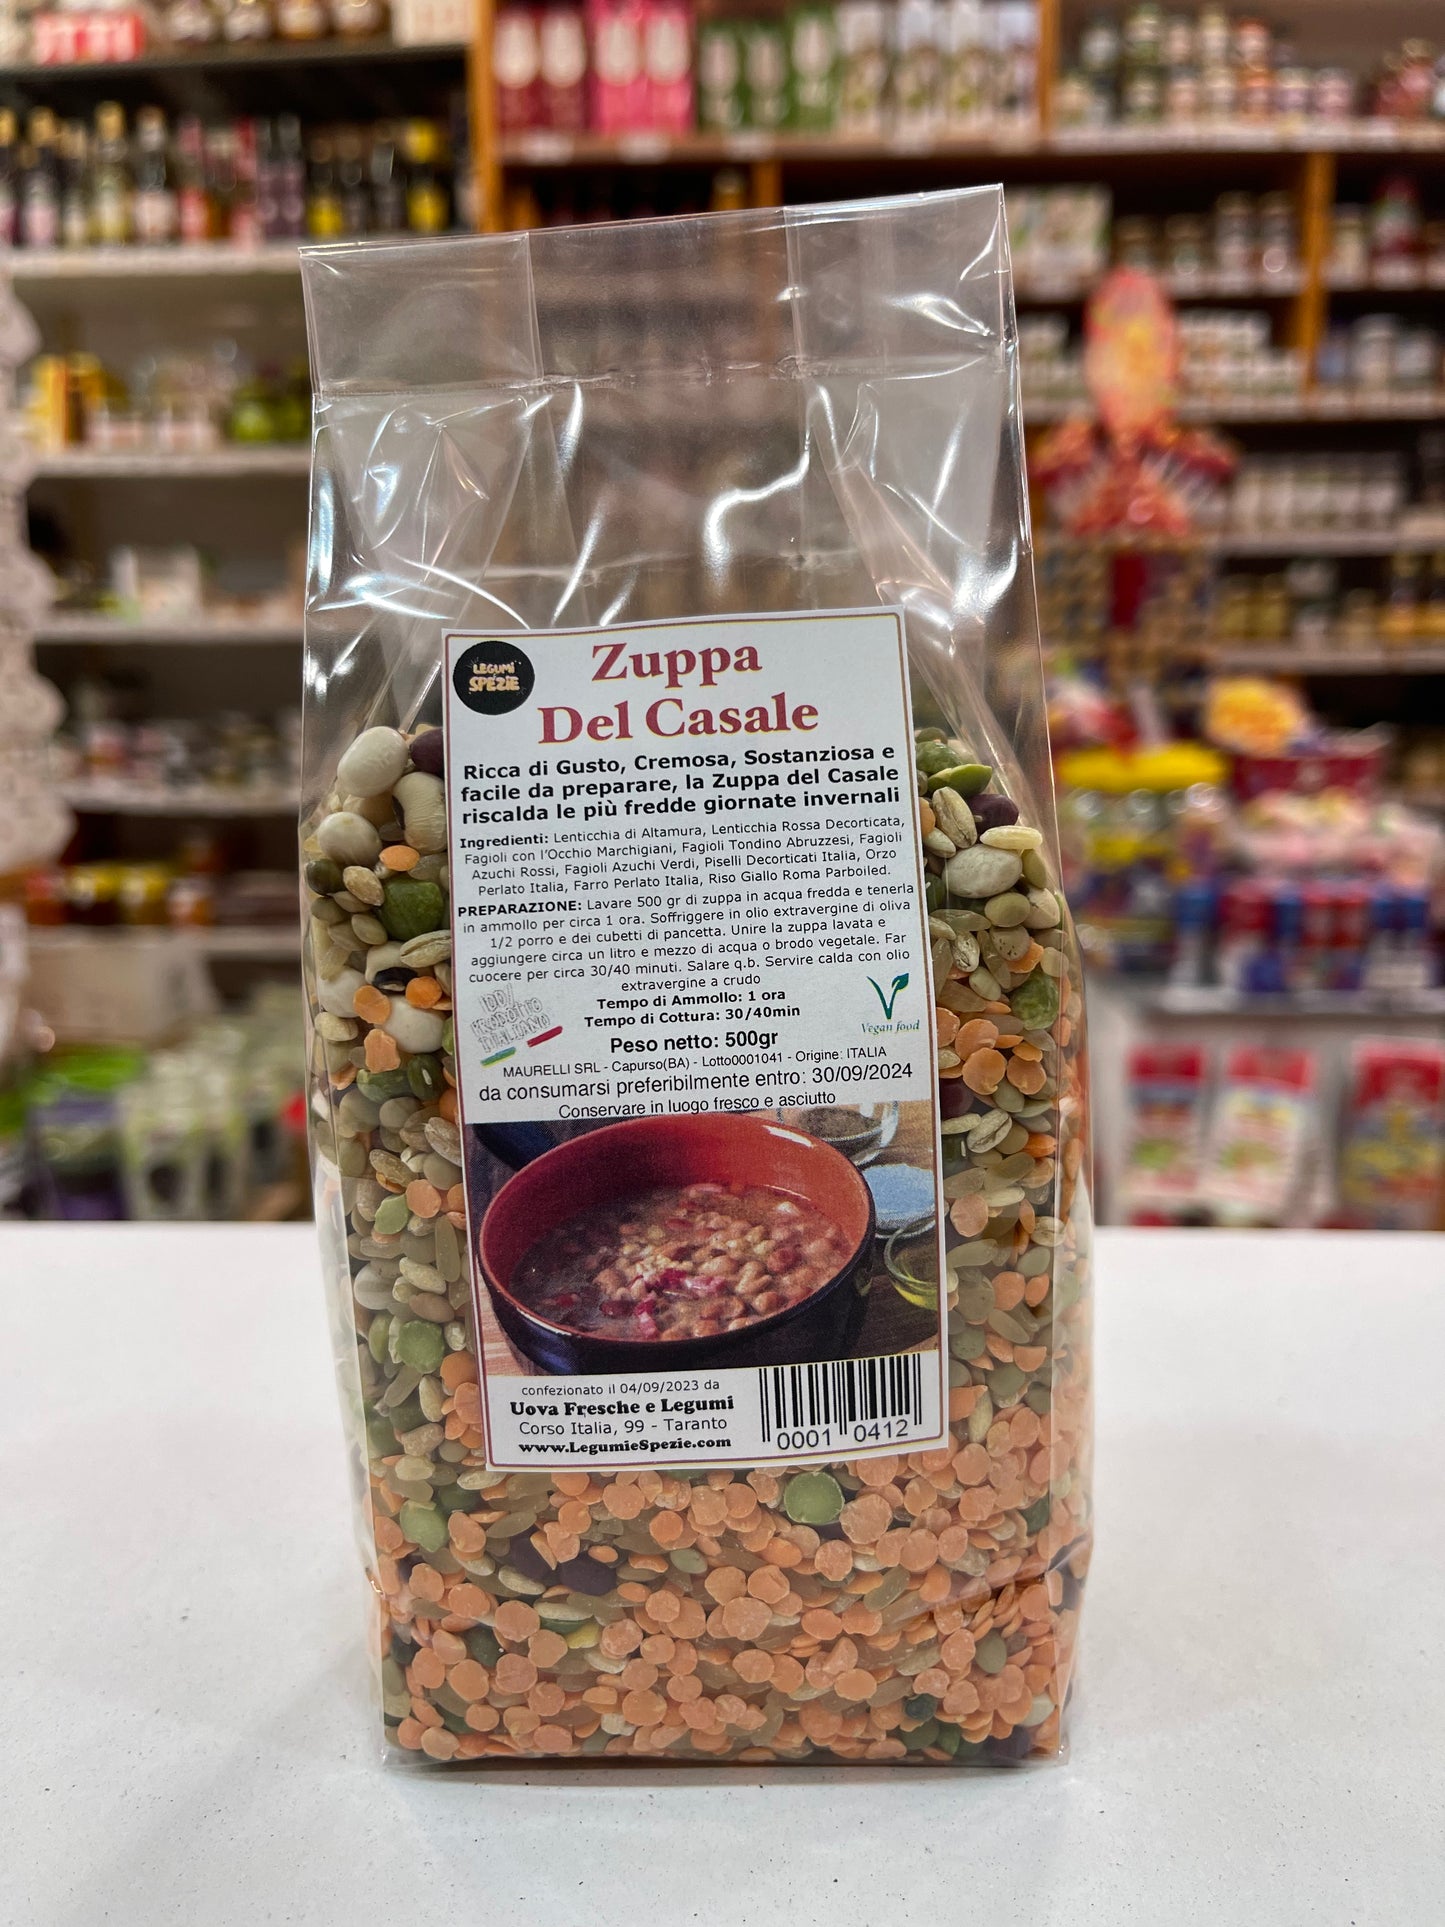 LEGUMI
SPEZIE
Zuppa
Del Casale
Ricca di Gusto, Cremosa, Sostanziosa e
facile da preparare, la Zuppa del Casale
riscalda le più fredde giornate invernali
Ingredienti: Lenticchia di Altamura, Lenticchia Rossa Decorticata,
Fagioli con l'Occhio Marchigiani, Fagioli Tondino Abruzzesi, Fagioli
Azuchi Rossi, Fagioli Azuchi Verdi, Piselli Decorticati Italia, Orzo
Perlato Italia, Farro Perlato Italia, Riso Giallo Roma Parboiled.
PREPARAZIONE: Lavare 500 gr di zuppa in acqua fredda e tenerla
in ammollo per circa 1 ora. Soffriggere in olio extravergine di oliva
1/2 porro e dei cubetti di pancetta. Unire la zuppa lavata e
aggiungere circa un litro e mezzo di acqua o brodo vegetale. Far
cuocere per circa 30/40 minuti. Salare q.b. Servire calda con olio
extravergine a crudo
100%
PRODOTTO
ITALIANO
Tempo di Ammollo: 1 ora
Tempo di Cottura: 30/40min
Vegan food
Peso netto: 500gr
MAURELLI SRL - Capurso(BA) - Lotto0001041 - Origine: ITALIA
da consumarsi preferibilmente entro: 30/09/2024
Conservare in luogo fresco e asciutto
confezionato il 04/09/2023 da
Uova Fresche e Legumi
Corso Italia, 99 - Taranto
www.LegumieSpezie.com
0001 0412